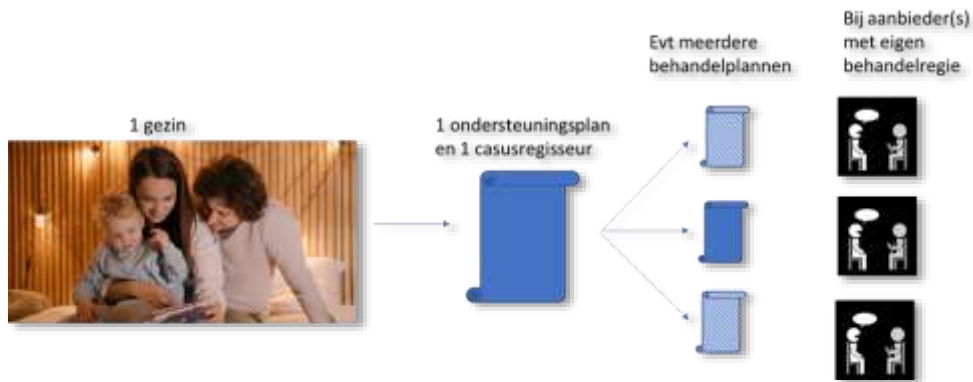 1 gezin
1 ondersteuningsplan
en 1 casusregisseur
Evt meerdere
behandelplannen
Bij aanbieder(s)
met eigen
behandelregie